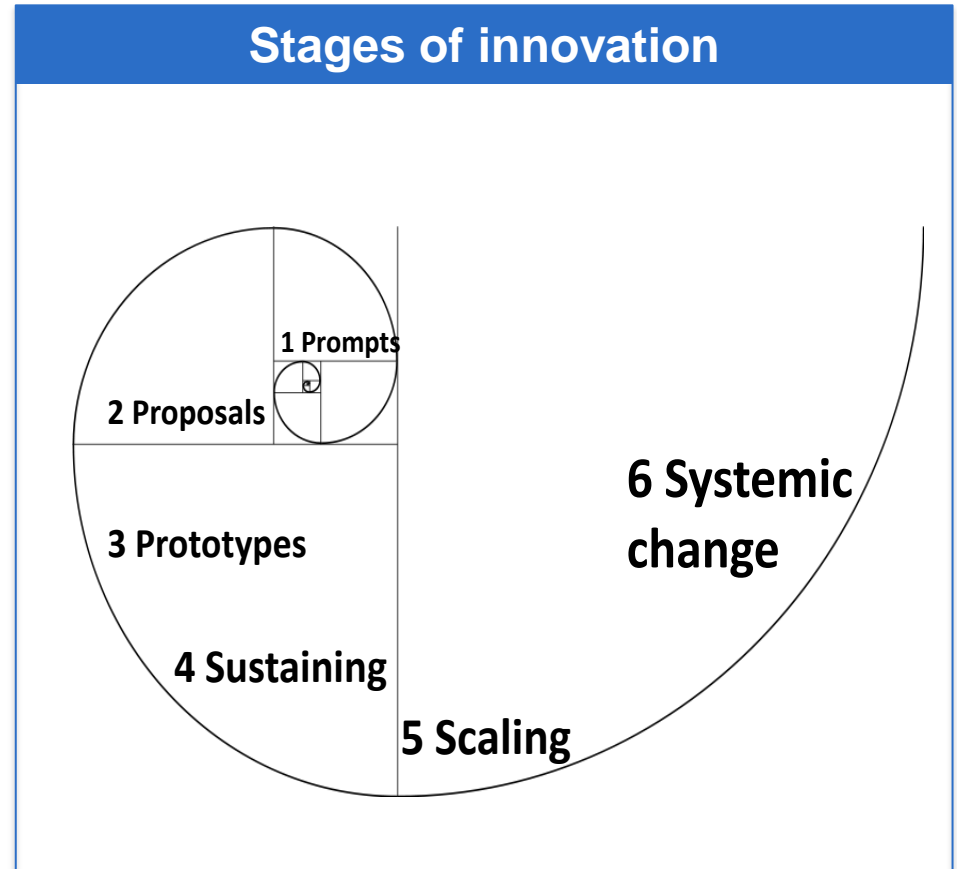 Stages of innovation
1 Prompts
2 Proposals
3 Prototypes
4 Sustaining
5 Scaling
6 Systemic
change